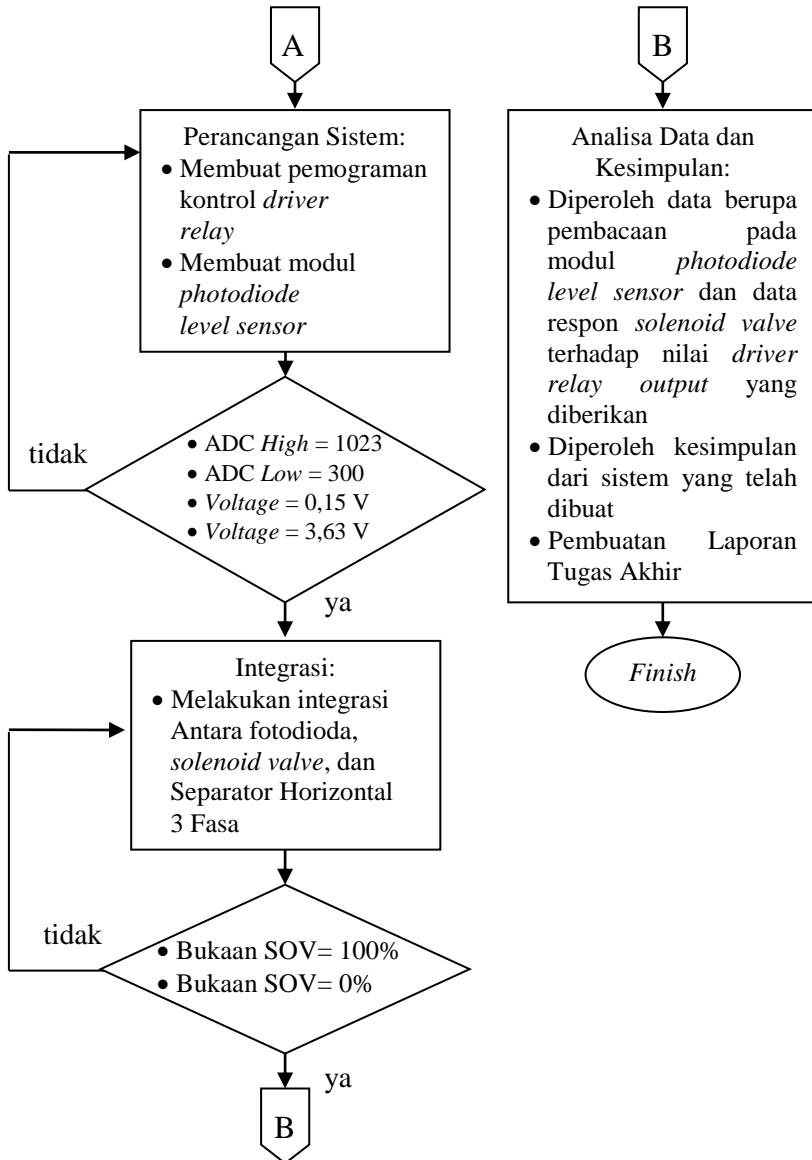 A
Perancangan Sistem:
• Membuat pemograman
kontrol driver
relay
• Membuat modul
photodiode
level sensor
tidak
• ADC High = 1023
• ADC Low = 300
• Voltage = 0,15 V
• Voltage = 3,63 V
ya
Integrasi:
• Melakukan integrasi
Antara fotodioda,
solenoid valve, dan
Separator Horizontal
3 Fasa
tidak
• Bukaan SOV= 100%
• Bukaan SOV= 0%
ya
B
B
Analisa Data dan
Kesimpulan:
• Diperoleh data berupa
pembacaan pada
modul photodiode
level sensor dan data
respon solenoid valve
terhadap nilai driver
relay output yang
diberikan
• Diperoleh kesimpulan
dari sistem yang telah
dibuat
• Pembuatan Laporan
Tugas Akhir
Finish